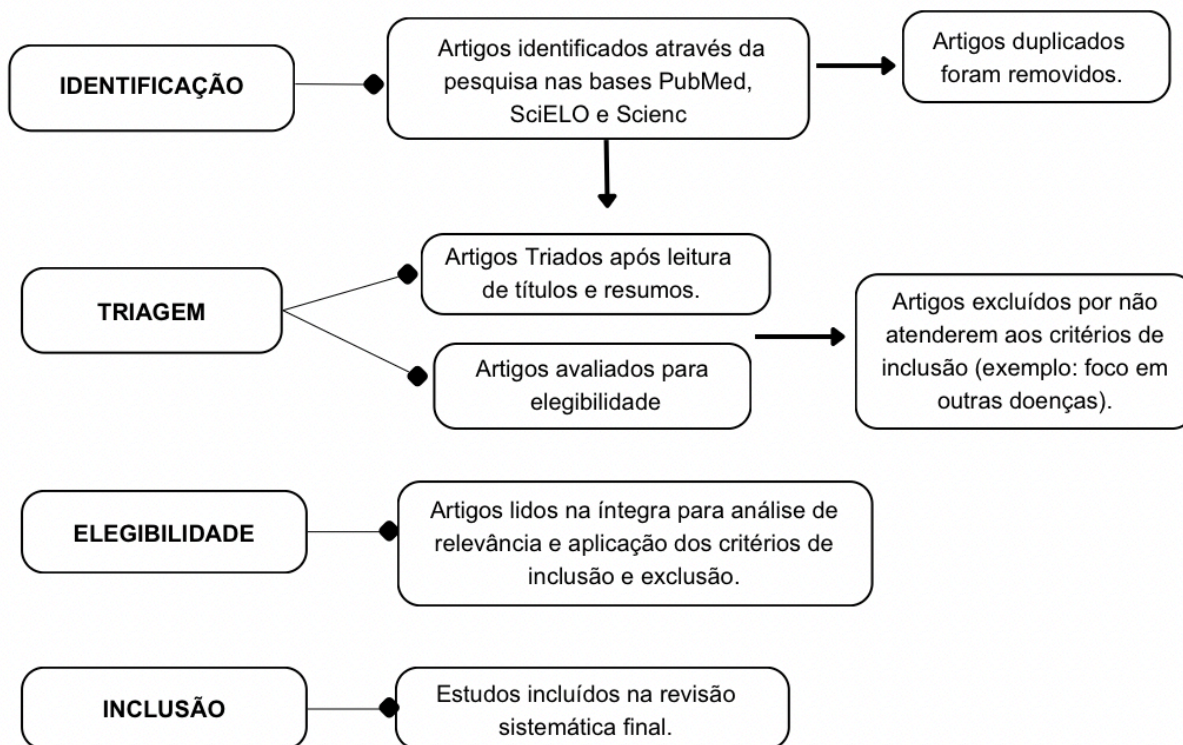 IDENTIFICAÇÃO
Artigos identificados através da
pesquisa nas bases PubMed,
SciELO e Scienc
Artigos duplicados
foram removidos.
TRIAGEM
Artigos Triados após leitura
de títulos e resumos.
Artigos avaliados para
elegibilidade
Artigos excluídos por não
atenderem aos critérios de
inclusão (exemplo: foco em
outras doenças).
ELEGIBILIDADE
Artigos lidos na íntegra para análise de
relevância e aplicação dos critérios de
inclusão e exclusão.
INCLUSÃO
Estudos incluídos na revisão
sistemática final.